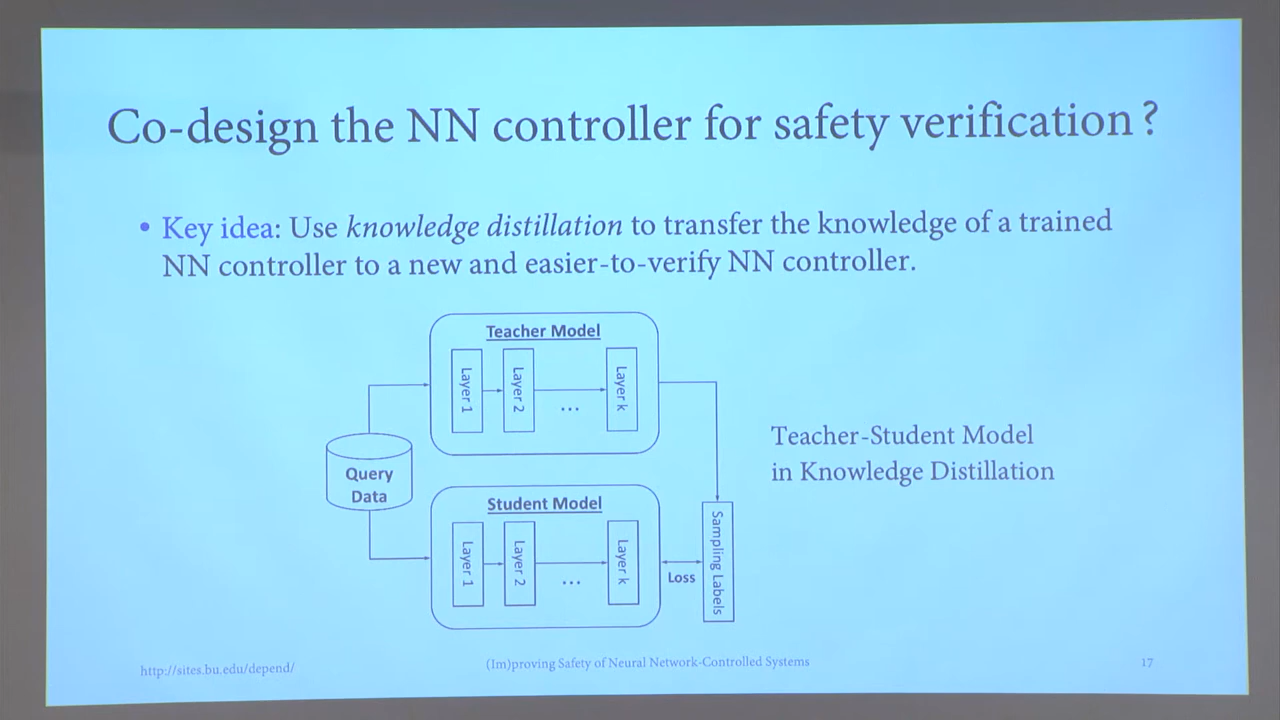 Co-design the NN controller for safety verification ?
• Key idea: Use knowledge distillation to transfer the knowledge of a trained
NN controller to a new and easier-to-verify NN controller.
Teacher Model
Layer 1
Layer 2
...
Layer k
Query
Data
Student Model
Layer 1
Layer 2
...
Layer k
Loss
Sampling Labels
Teacher-Student Model
in Knowledge Distillation
http://sites.bu.edu/depend/
(Im)proving Safety of Neural Network-Controlled Systems
17